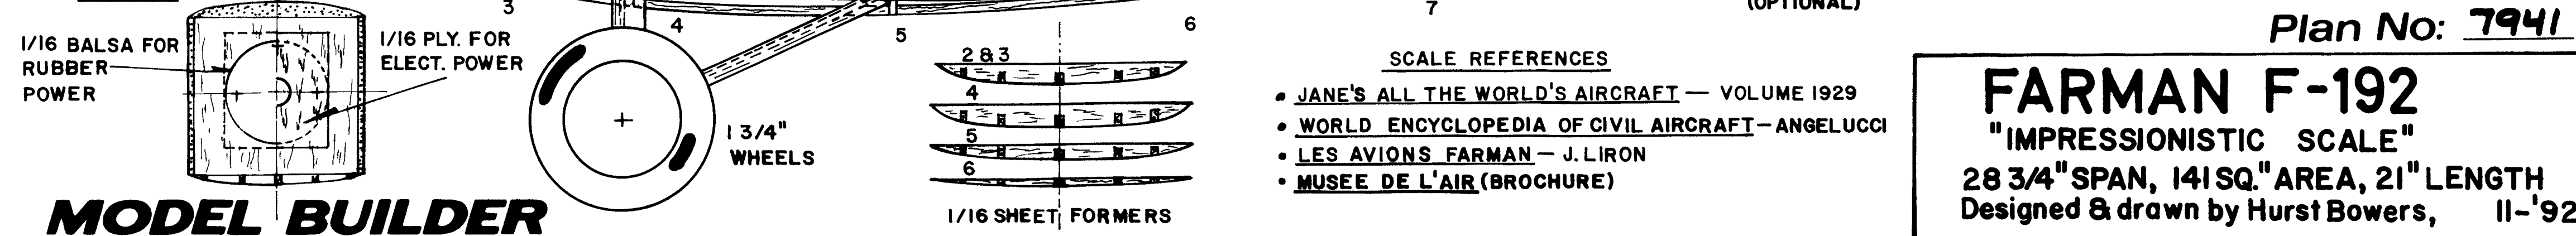 3
4
5
6
7
(OPTIONAL)
Plan No: 7941
1/16 BALSA FOR
RUBBER
POWER
1/16 PLY. FOR
ELECT. POWER
1 3/4"
WHEELS
2 & 3
4
5
6
1/16 SHEET FORMERS
SCALE REFERENCES
• JANE'S ALL THE WORLD'S AIRCRAFT — VOLUME 1929
• WORLD ENCYCLOPEDIA OF CIVIL AIRCRAFT – ANGELUCCI
• LES AVIONS FARMAN — J. LIRON
• MUSEE DE L'AIR (BROCHURE)
FARMAN F-192
"IMPRESSIONISTIC SCALE"
28 3/4" SPAN, 141 SQ." AREA, 21" LENGTH
Designed & drawn by Hurst Bowers, 11-'92
MODEL BUILDER